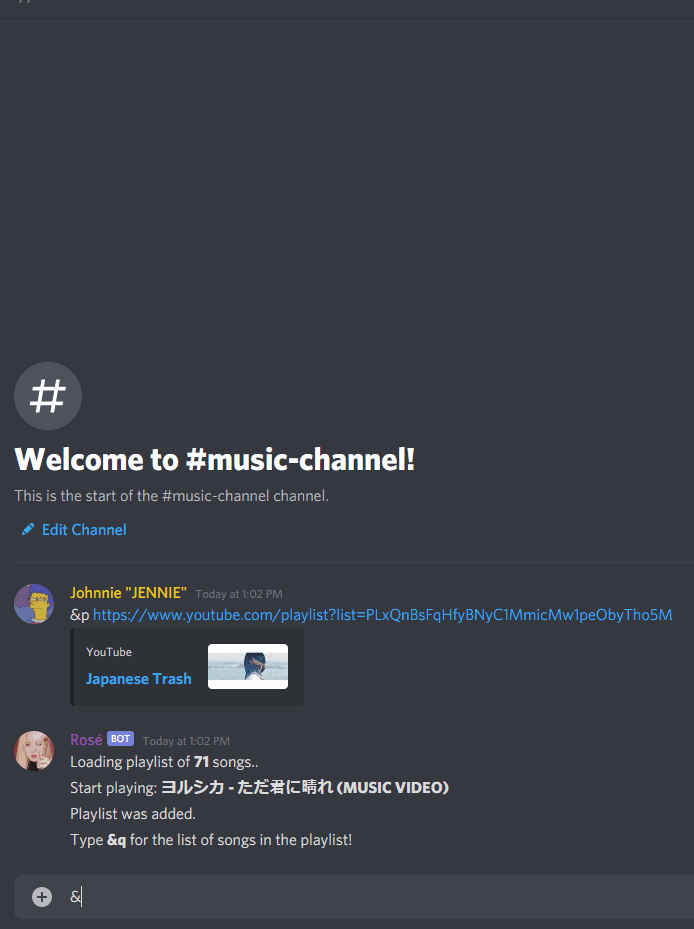 Welcome to #music-channel!
This is the start of the #music-channel channel.
Edit Channel
Johnnie "JENNIE" Today at 1:02 PM
&p https://www.youtube.com/playlist?list=PLxQnBsFqHfyBNyC1MmicMw1peObyTho5M
YouTube
Japanese Trash
Rosé BOT Today at 1:02 PM
Loading playlist of 71 songs..
Start playing: ヨルシカ - ただ君に晴れ (MUSIC VIDEO)
Playlist was added.
Type &q for the list of songs in the playlist!
&